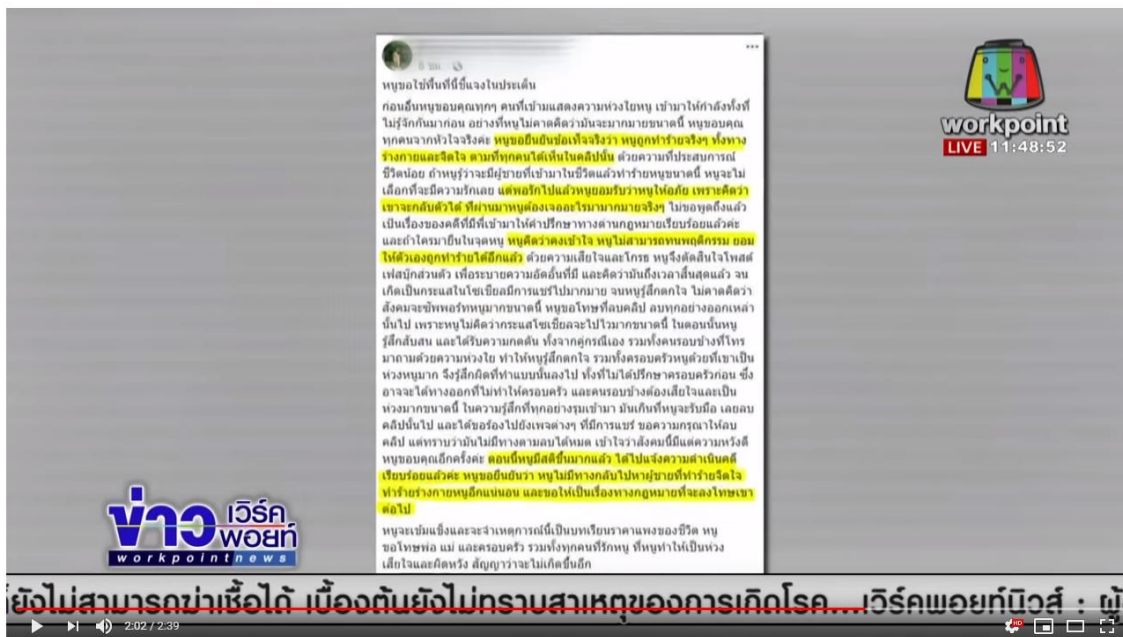 8 ชม.
หนูขอใช้พื้นที่นี้ชี้แจงในประเด็น
ก่อนอื่นหนูขอบคุณทุกๆ คนที่เข้ามแสดงความห่วงใยหนู เข้ามาให้กำลังทั้งที่
ไม่รู้จักกันมาก่อน อย่างที่หนูไม่คาดคิดว่ามันจะมากมายขนาดนี้ หนูขอบคุณ
ทุกคนจากหัวใจจริงค่ะ หนูขอยืนยันข้อเท็จจริงว่า หนูถูกทำร้ายจริงๆ ทั้งทาง
ร่างกายและจิตใจ ตามที่ทุกคนได้เห็นในคลิปนั้น ด้วยความที่ประสบการณ์
ชีวิตน้อย ถ้าหนูรู้ว่าจะมีผู้ชายที่เข้ามาในชีวิตแล้วทำร้ายหนูขนาดนี้ หนูจะไม่
เลือกที่จะมีความรักเลย แต่พอรักไปแล้วหนูยอมรับว่าหนูให้อภัย เพราะคิดว่า
เขาจะกลับตัวได้ ที่ผ่านมาหนูต้องเจออะไรมามากมายจริงๆ ไม่ขอพูดถึงแล้ว
เป็นเรื่องของคดีที่มีพี่เข้ามาให้คำปรึกษาทางด้านกฎหมายเรียบร้อยแล้วค่ะ
และถ้าใครมายืนในจุดหนู หนูคิดว่าคงเข้าใจ หนูไม่สามารถทนพฤติกรรม ยอม
ให้ตัวเองถูกทำร้ายได้อีกแล้ว ด้วยความเสียใจและโกรธ หนูจึงตัดสินใจโพสต์
เฟสบุ๊กส่วนตัว เพื่อระบายความอัดอั้นที่มี และคิดว่ามันถึงเวลาสิ้นสุดแล้ว จน
เกิดเป็นกระแสในโซเชียลมีการแชร์ไปมากมาย จนหนูรู้สึกตกใจ ไม่คาดคิดว่า
สังคมจะซัพพอร์ทหนูมากขนาดนี้ หนูขอโทษที่ลบคลิป ลบทุกอย่างออกเหล่า
นั้นไป เพราะหนูไม่คิดว่ากระแสโซเชียลจะไปไวมากขนาดนี้ ในตอนนั้นหนู
รู้สึกสับสน และได้รับความกดดัน ทั้งจากคู่กรณีเอง รวมทั้งคนรอบข้างที่โทร
มาถามด้วยความห่วงใย ทำให้หนูรู้สึกตกใจ รวมทั้งครอบครัวหนูด้วยที่เขาเป็น
ห่วงหนูมาก จึงรู้สึกผิดที่ทำแบบนั้นลงไป ทั้งที่ไม่ได้ปรึกษาครอบครัวก่อน ซึ่ง
อาจจะได้ทางออกที่ไม่ทำให้ครอบครัว และคนรอบข้างต้องเสียใจและเป็น
ห่วงมากขนาดนี้ ในความรู้สึกที่ทุกอย่างรุมเข้ามา มันเกินที่หนูจะรับมือ เลยลบ
คลิปนั้นไป และได้ขอร้องไปยังเพจต่างๆ ที่มีการแชร์ ขอความกรุณาให้ลบ
คลิป แต่ทราบว่ามันไม่มีทางตามลบได้หมด เข้าใจว่าสังคมนี้มีแต่ความหวังดี
หนูขอบคุณอีกครั้งค่ะ ตอนนี้หนูมีสติขึ้นมากแล้ว ได้ไปแจ้งความดำเนินคดี
เรียบร้อยแล้วค่ะ หนูขอยืนยันว่า หนูไม่มีทางกลับไปหาผู้ชายที่ทำร้ายจิตใจ
ทำร้ายร่างกายหนูอีกแน่นอน และขอให้เป็นเรื่องทางกฎหมายที่จะลงโทษเขา
ต่อไป
หนูจะเข้มแข็งและจะจำเหตุการณ์นี้เป็นบทเรียนราคาแพงของชีวิต หนู
ขอโทษพ่อ แม่ และครอบครัว รวมทั้งทุกคนที่รักหนู ที่หนูทำให้เป็นห่วง
เสียใจและผิดหวัง สัญญาว่าจะไม่เกิดขึ้นอีก
workpoint
LIVE 11:48:52
ข่าว เวิร์คพอยท์
workpoint news
ยังไม่สามารถฆ่าเชื้อได้ เบื้องต้นยังไม่ทราบสาเหตุของการเกิดโรค...เวิร์คพอยท์นิวส์ : ผู้
2:02 / 2:39
HD